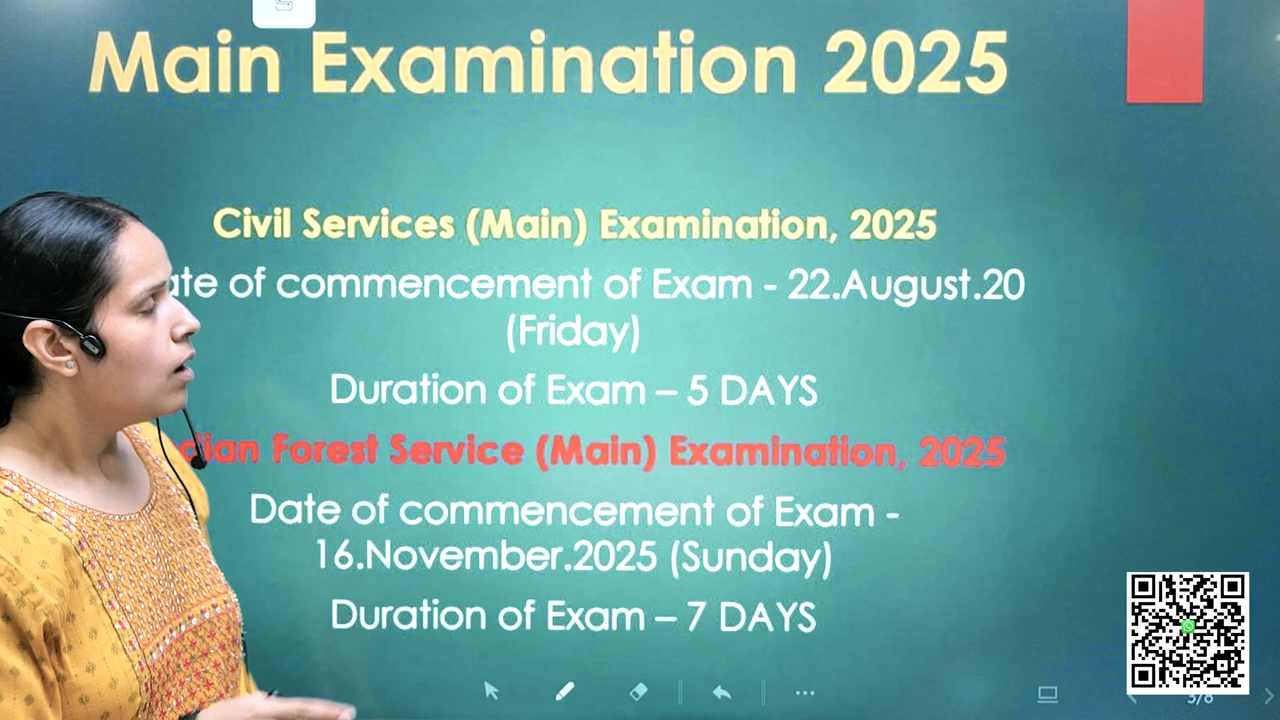 Main Examination 2025
Civil Services (Main) Examination, 2025
ate of commencement of Exam - 22.August.20
(Friday)
Duration of Exam – 5 DAYS
dian Forest Service (Main) Examination, 2025
Date of commencement of Exam -
16.November.2025 (Sunday)
Duration of Exam – 7 DAYS
3/8